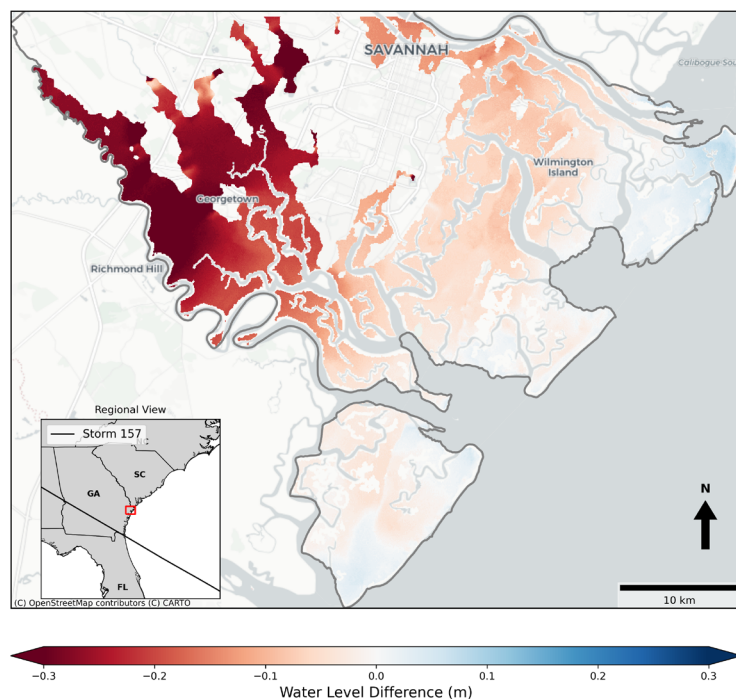 SAVANNAH
Calibogue Sou
Wilmington
Island
Georgetown
Richmond Hill
Regional View
Storm 157
SC
GA
FL
(C) OpenStreetMap contributors (C) CARTO
N
10 km
−0.3 −0.2 −0.1 0.0 0.1 0.2 0.3
Water Level Difference (m)